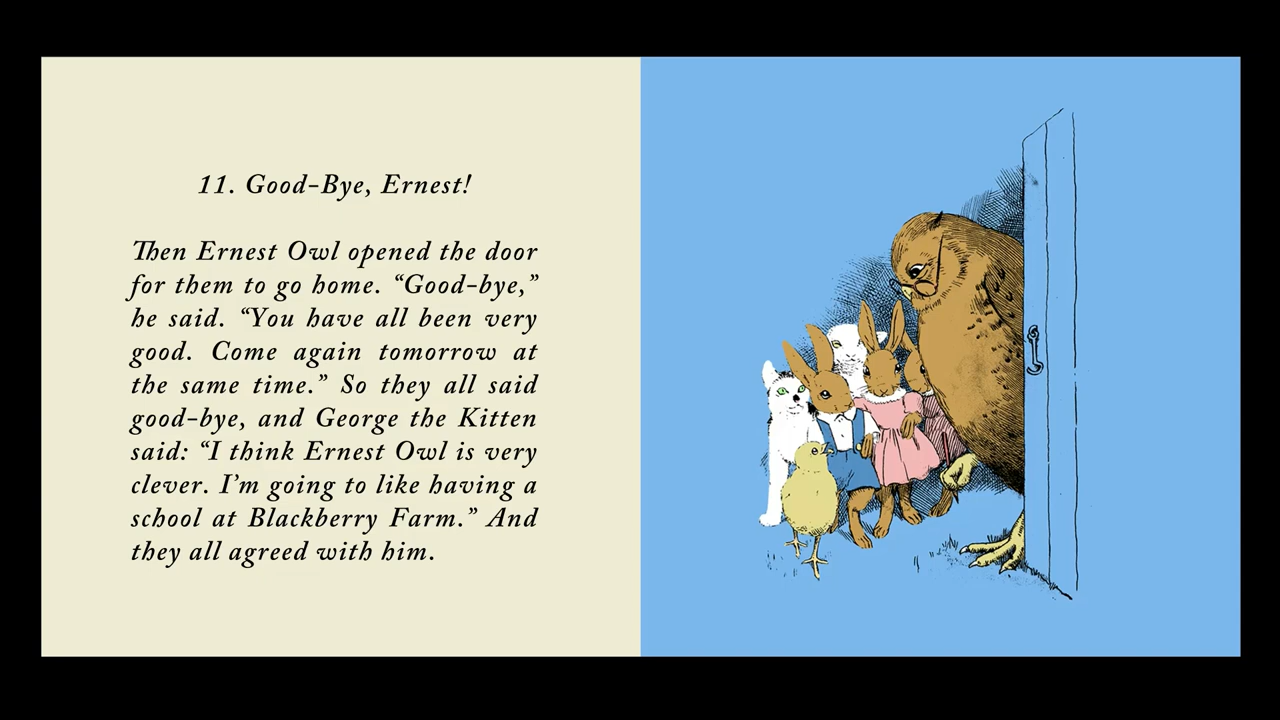 11. Good-Bye, Ernest!
Then Ernest Owl opened the door
for them to go home. “Good-bye,”
he said. “You have all been very
good. Come again tomorrow at
the same time.” So they all said
good-bye, and George the Kitten
said: “I think Ernest Owl is very
clever. I’m going to like having a
school at Blackberry Farm.” And
they all agreed with him.